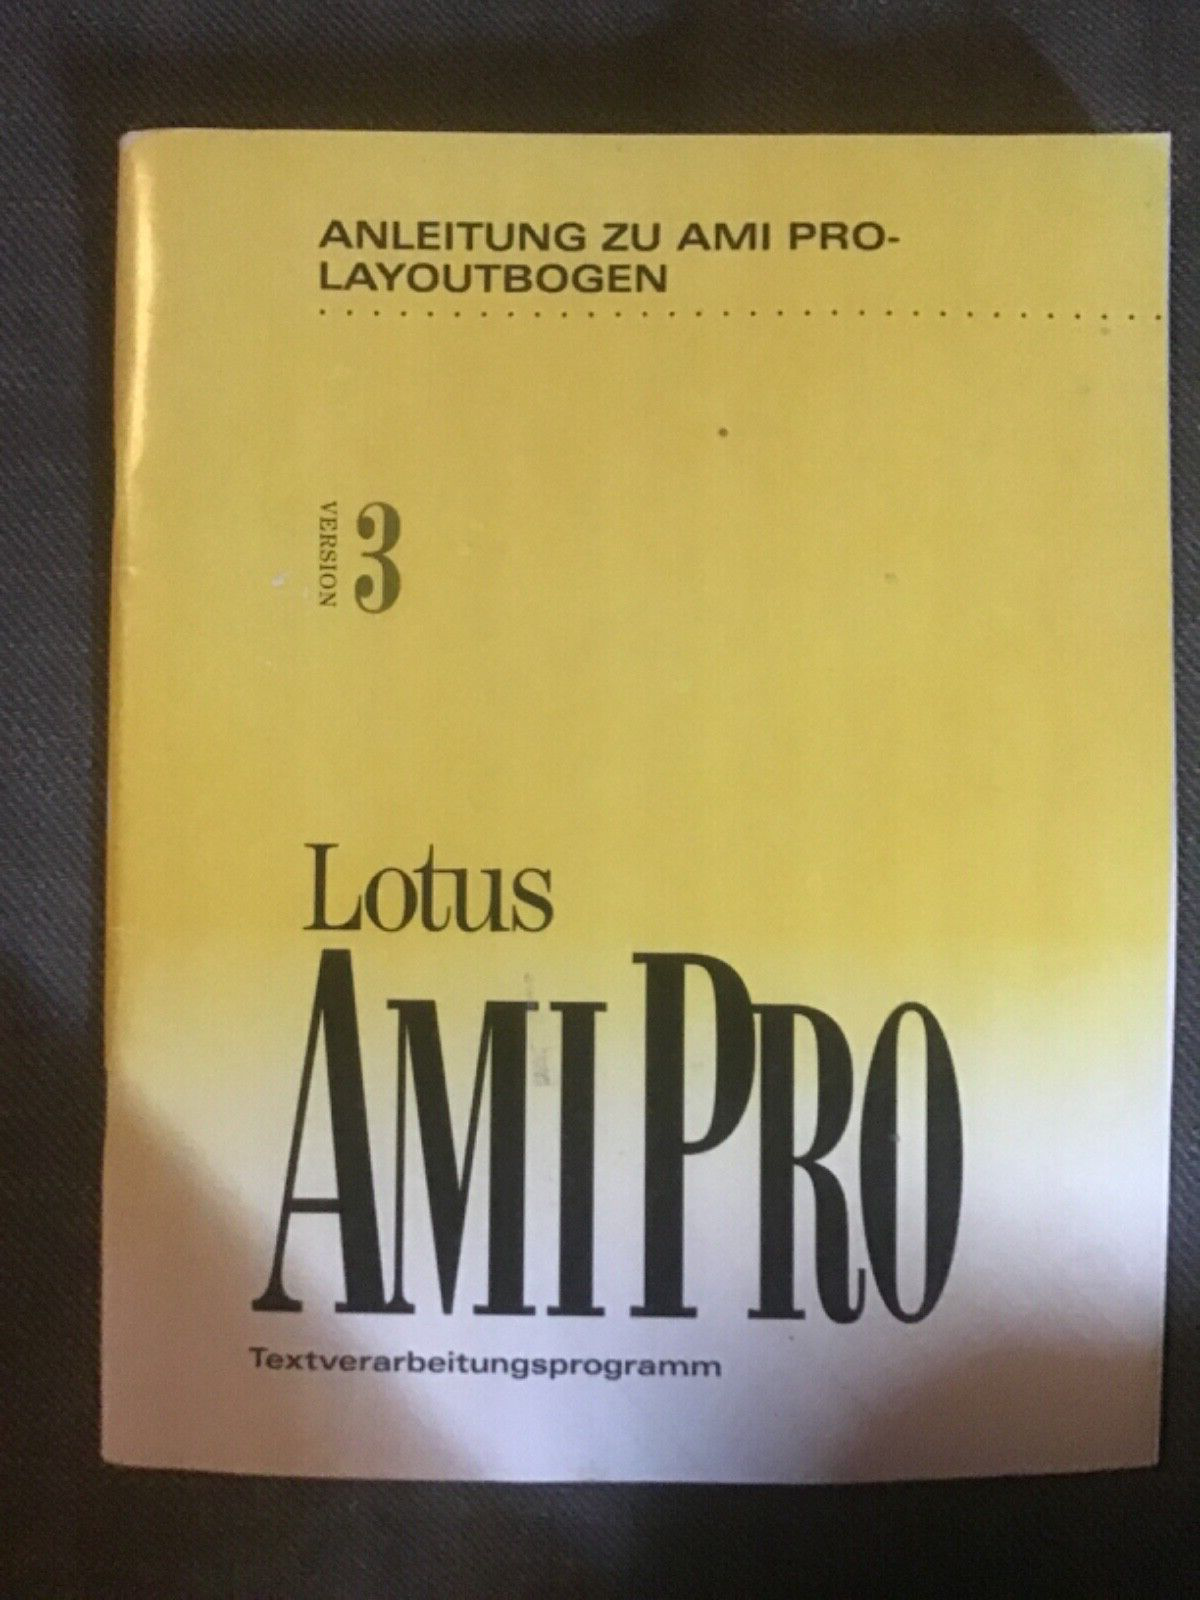 ANLEITUNG ZU AMI PRO-
LAYOUTBOGEN
VERSION 3
Lotus
AMI PRO
Textverarbeitungsprogramm